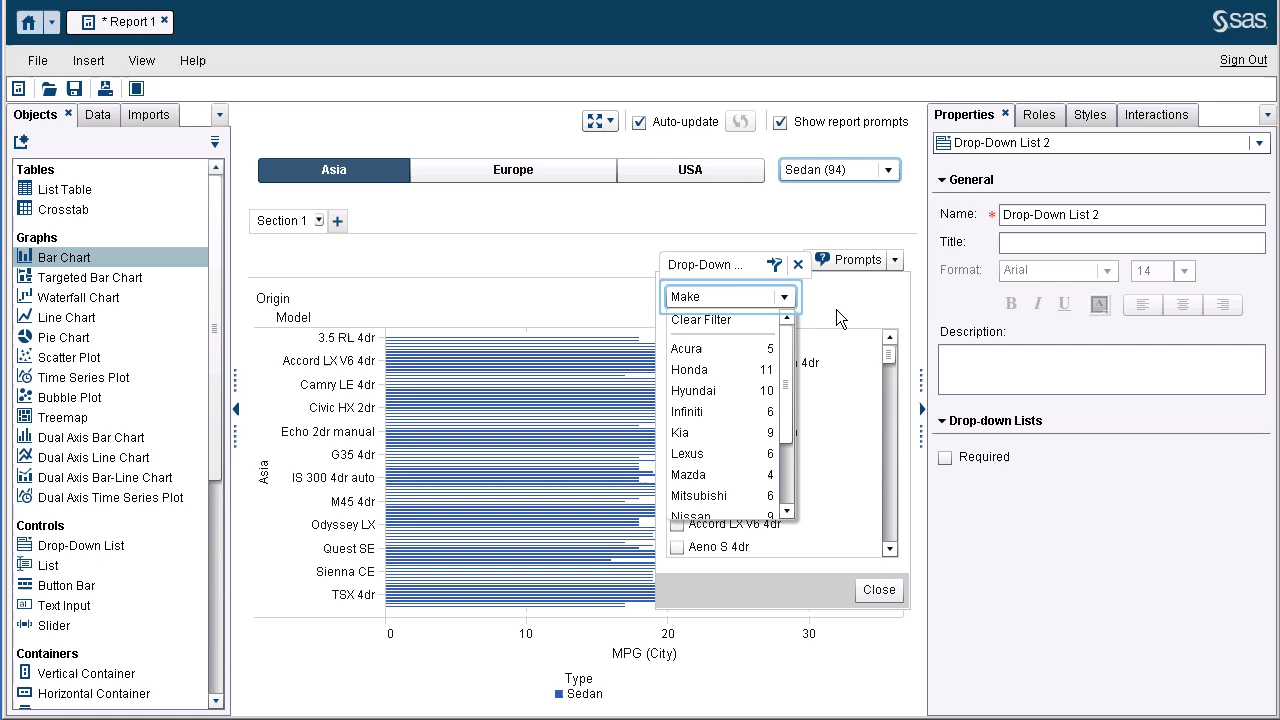 * Report 1
sas
File Insert View Help
Sign Out
Objects Data Imports
Tables
List Table
Crosstab
Graphs
Bar Chart
Targeted Bar Chart
Waterfall Chart
Line Chart
Pie Chart
Scatter Plot
Time Series Plot
Bubble Plot
Treemap
Dual Axis Bar Chart
Dual Axis Line Chart
Dual Axis Bar-Line Chart
Dual Axis Time Series Plot
Controls
Drop-Down List
List
Button Bar
Text Input
Slider
Containers
Vertical Container
Horizontal Container
Auto-update
Show report prompts
Asia Europe USA
Sedan (94)
Section 1
Prompts
Drop-Down ...
Make
Clear Filter
Acura 5
Honda 11
Hyundai 10
Infiniti 6
Kia 9
Lexus 6
Mazda 4
Mitsubishi 6
Nissan 9
4dr
Accord LX V6 4dr
Aeno S 4dr
Close
Origin
Model
3.5 RL 4dr
Accord LX V6 4dr
Camry LE 4dr
Civic HX 2dr
Echo 2dr manual
G35 4dr
IS 300 4dr auto
M45 4dr
Odyssey LX
Quest SE
Sienna CE
TSX 4dr
Asia
0 10 20 30
MPG (City)
Type
Sedan
Properties Roles Styles Interactions
Drop-Down List 2
General
Name: * Drop-Down List 2
Title:
Format: Arial 14
B I U A
Description:
Drop-down Lists
Required